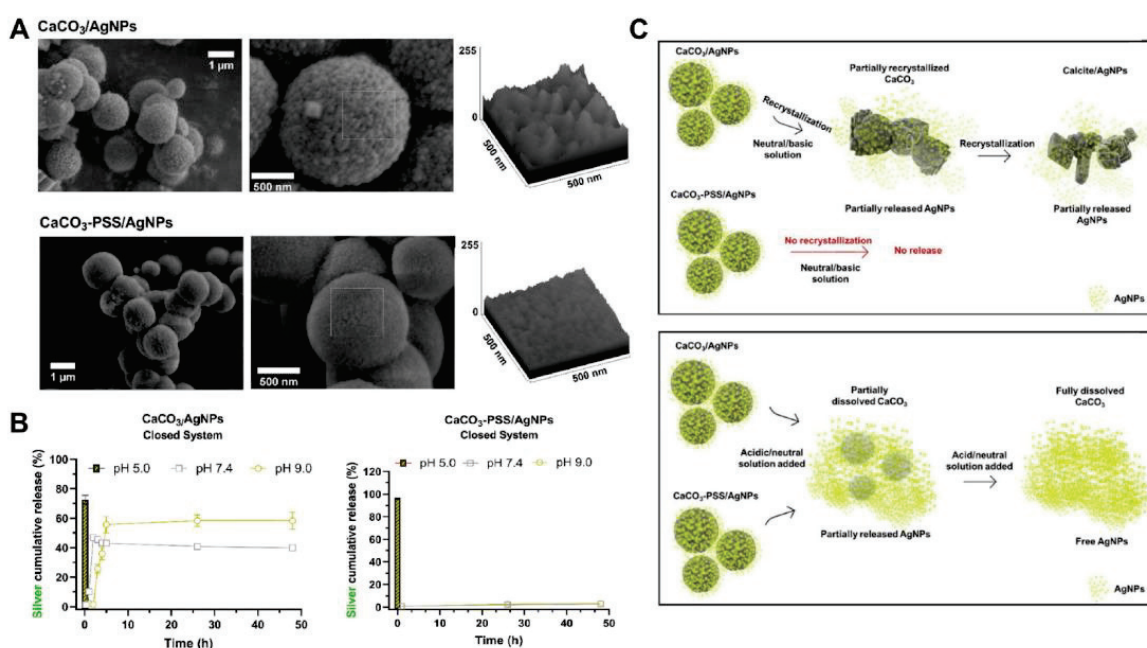 A
CaCO₃/AgNPs
1 µm
500 nm
255
0
500 nm
500 nm
CaCO₃-PSS/AgNPs
1 µm
500 nm
255
0
500 nm
500 nm
B
CaCO₃/AgNPs
Closed System
pH 5.0 pH 7.4 pH 9.0
Silver cumulative release (%)
100
80
60
40
20
0
0 10 20 30 40 50
Time (h)
CaCO₃-PSS/AgNPs
Closed System
pH 5.0 pH 7.4 pH 9.0
Silver cumulative release (%)
120
100
80
60
40
20
0
0 10 20 30 40 50
Time (h)
C
CaCO₃/AgNPs
Recrystallization
Neutral/basic
solution
Partially recrystallized
CaCO₃
Partially released AgNPs
Recrystallization
Calcite/AgNPs
Partially released
AgNPs
CaCO₃-PSS/AgNPs
No recrystallization
No release
Neutral/basic
solution
AgNPs
CaCO₃/AgNPs
CaCO₃-PSS/AgNPs
Acidic/neutral
solution added
Partially
dissolved CaCO₃
Partially released AgNPs
Acid/neutral
solution added
Fully dissolved
CaCO₃
Free AgNPs
AgNPs